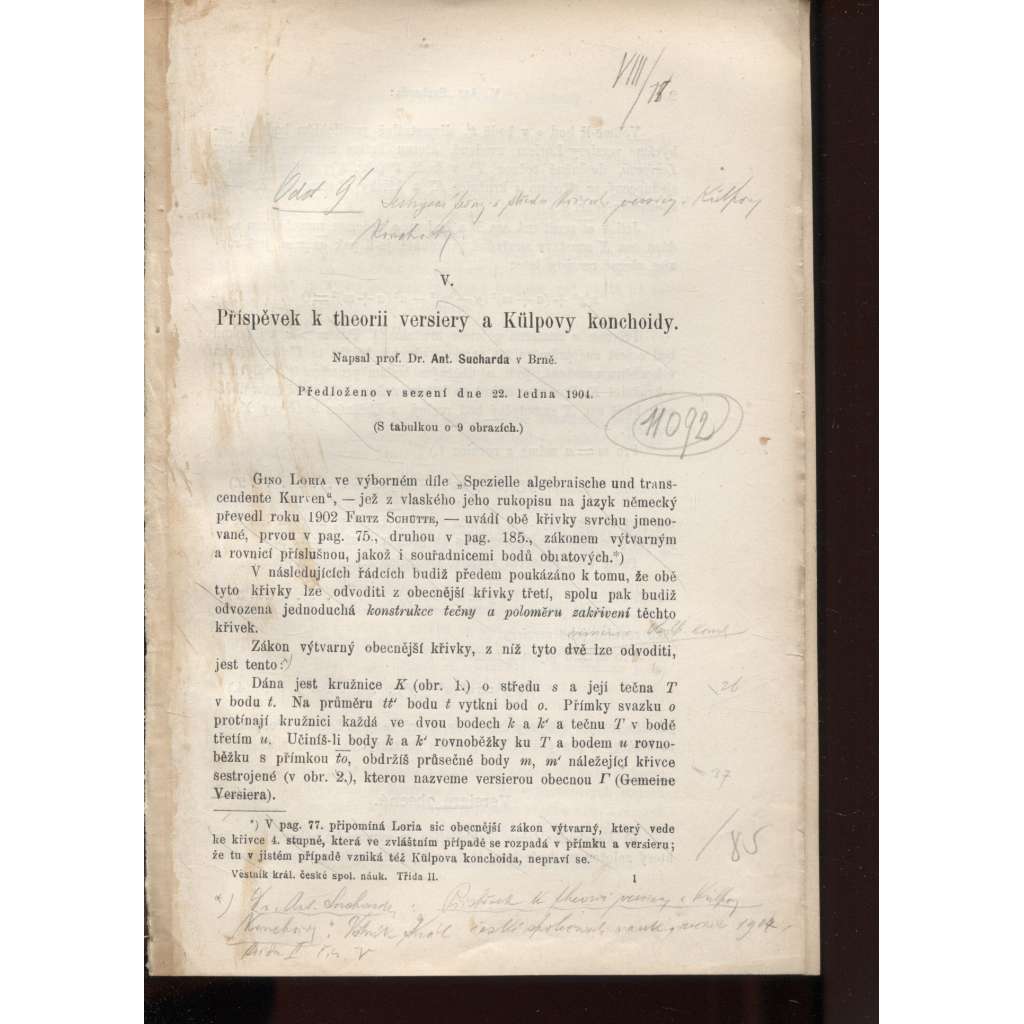 VIII/
Odst. 9
V.
Příspěvek k theorii versiery a Külpovy konchoidy.
Napsal prof. Dr. Ant. Sucharda v Brně.
Předloženo v sezení dne 22. ledna 1904.
(S tabulkou o 9 obrazích.)
11092
Gino Loria ve výborném díle „Spezielle algebraische und trans-
cendente Kurven“, — jež z vlaského jeho rukopisu na jazyk německý
převedl roku 1902 Fritz Schütte, — uvádí obě křivky svrchu jmeno-
vané, prvou v pag. 75., druhou v pag. 185., zákonem výtvarným
a rovnicí příslušnou, jakož i souřadnicemi bodů obratových.*)
V následujících řádcích budiž předem poukázáno k tomu, že obě
tyto křivky lze odvoditi z obecnější křivky třetí, spolu pak budiž
odvozena jednoduchá konstrukce tečny a poloměru zakřivení těchto
křivek.
Zákon výtvarný obecnější křivky, z níž tyto dvě lze odvoditi,
jest tento:
Dána jest kružnice K (obr. 1.) o středu s a její tečna T
v bodu t. Na průměru tt' bodu t vytkni bod o. Přímky svazku o
protínají kružnici každá ve dvou bodech k a k' a tečnu T v bodě
třetím u. Učiníš-li body k a k' rovnoběžky ku T a bodem u rovno-
běžku s přímkou to, obdržíš průsečné body m, m' náležející křivce
sestrojené (v obr. 2.), kterou nazveme versierou obecnou Γ (Gemeine
Versiera).
26
37
/85
*) V pag. 77. připomíná Loria sic obecnější zákon výtvarný, který vede
ke křivce 4. stupně, která ve zvláštním případě se rozpadá v přímku a versieru;
že tu v jistém případě vzniká též Külpova konchoida, nepraví se.
Věstník král. české spol. náuk. Třída II.
1
*) Dr. Ant. Sucharda: